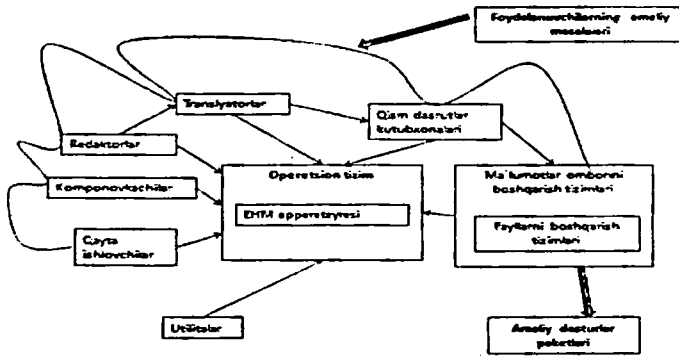 Foydalanuvchilarning amaliy
masalalari
Translyatorlar
Qism dasturlar
kutubxonalari
Redaktorlar
Operatsion tizim
Ma'lumotlar omborini
boshqarish tizimlari
Komponovkachilar
EHM apparaturasi
Fayllarni boshqarish
tizimlari
Qayta
ishlovchilar
Utilitalar
Amaliy dasturlar
paketlari